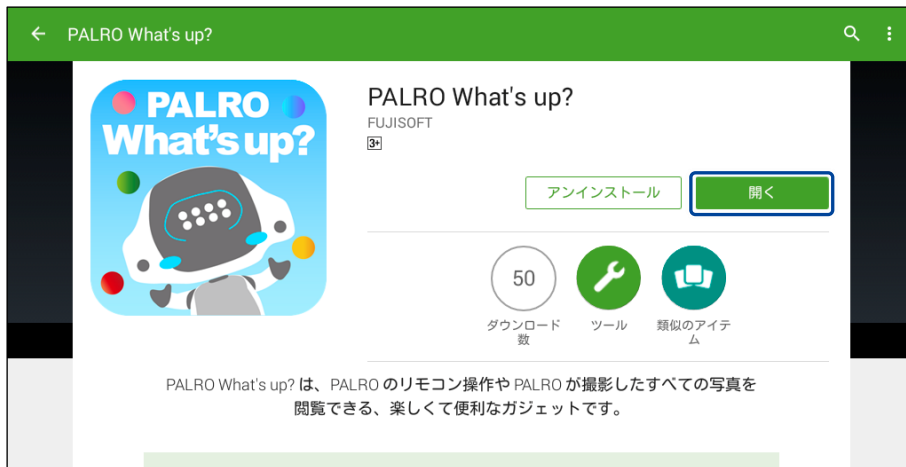 PALRO What's up?
PALRO
What's up?
PALRO What's up?
FUJISOFT
3+
アンインストール
開く
50
ダウンロード
数
ツール
類似のアイテ
ム
PALRO What's up? は、PALRO のリモコン操作や PALRO が撮影したすべての写真を
閲覧できる、楽しくて便利なガジェットです。